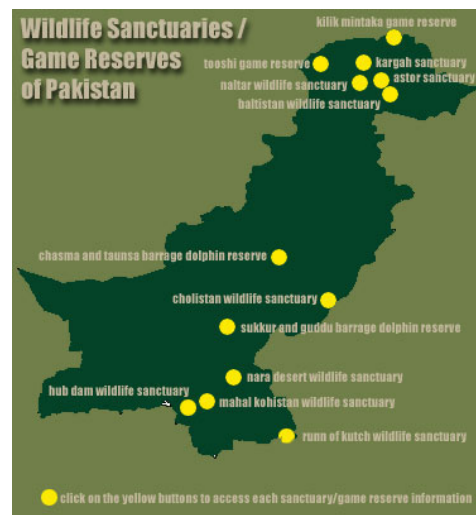 Wildlife Sanctuaries /
Game Reserves
of Pakistan
kilik mintaka game reserve
tooshi game reserve
kargah sanctuary
naltar wildlife sanctuary
astor sanctuary
baltistan wildlife sanctuary
chasma and taunsa barrage dolphin reserve
cholistan wildlife sanctuary
sukkur and guddu barrage dolphin reserve
nara desert wildlife sanctuary
hub dam wildlife sanctuary
mahal kohistan wildlife sanctuary
runn of kutch wildlife sanctuary
click on the yellow buttons to access each sanctuary/game reserve information